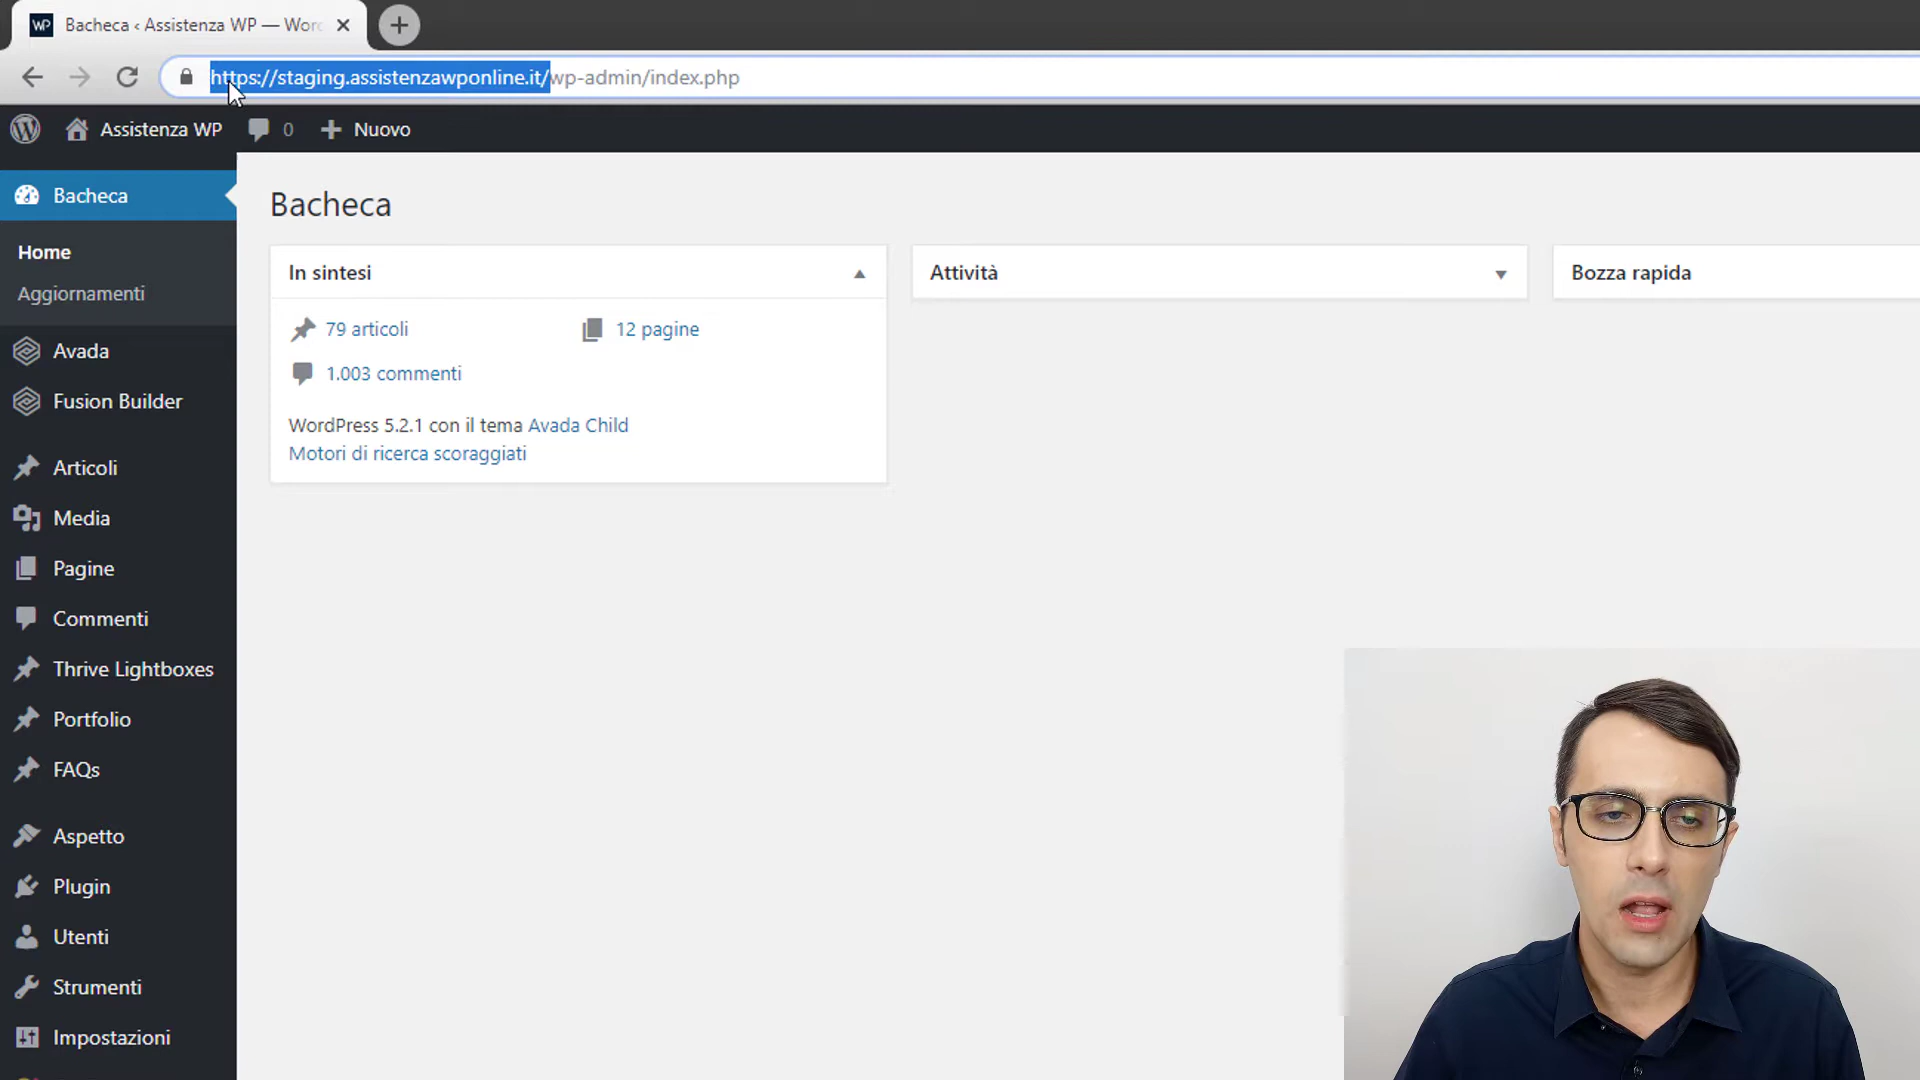 WP Bacheca ‹ Assistenza WP — Wor
https://staging.assistenzawponline.it/wp-admin/index.php
Assistenza WP 0 Nuovo
Bacheca
Home
Aggiornamenti
Avada
Fusion Builder
Articoli
Media
Pagine
Commenti
Thrive Lightboxes
Portfolio
FAQs
Aspetto
Plugin
Utenti
Strumenti
Impostazioni
Bacheca
In sintesi
79 articoli
12 pagine
1.003 commenti
WordPress 5.2.1 con il tema Avada Child
Motori di ricerca scoraggiati
Attività
Bozza rapida